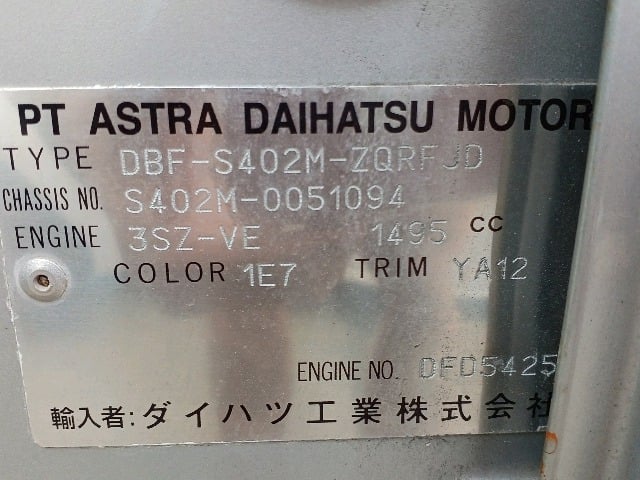 PT ASTRA DAIHATSU MOTOR
TYPE DBF-S402M-ZQRFJD
CHASSIS NO. S402M-0051094
ENGINE 3SZ-VE 1495 CC
COLOR 1E7 TRIM YA12
ENGINE NO. DFD5425
輸入者:ダイハツ工業株式会社